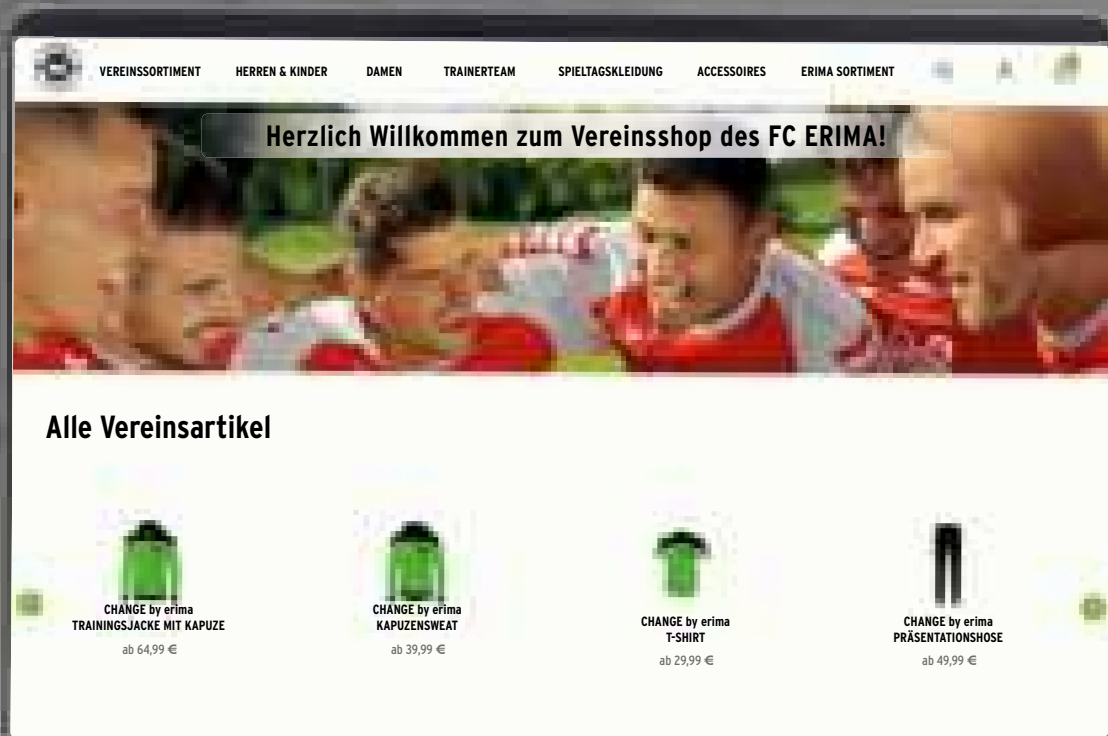 VEREINSSORTIMENT HERREN & KINDER DAMEN TRAINERTEAM SPIELTAGSKLEIDUNG ACCESSOIRES ERIMA SORTIMENT
Herzlich Willkommen zum Vereinsshop des FC ERIMA!
Alle Vereinsartikel
CHANGE by erima
TRAININGSJACKE MIT KAPUZE
ab 64,99 €
CHANGE by erima
KAPUZENSWEAT
ab 39,99 €
CHANGE by erima
T-SHIRT
ab 29,99 €
CHANGE by erima
PRÄSENTATIONSHOSE
ab 49,99 €